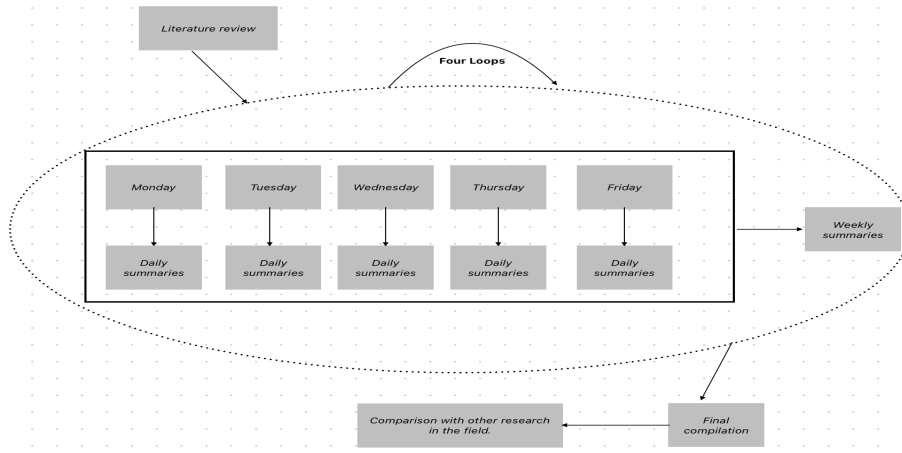 Literature review
Four Loops
Monday
Tuesday
Wednesday
Thursday
Friday
Daily
summaries
Daily
summaries
Daily
summaries
Daily
summaries
Daily
summaries
Weekly
summaries
Comparison with other research
in the field.
Final
compilation